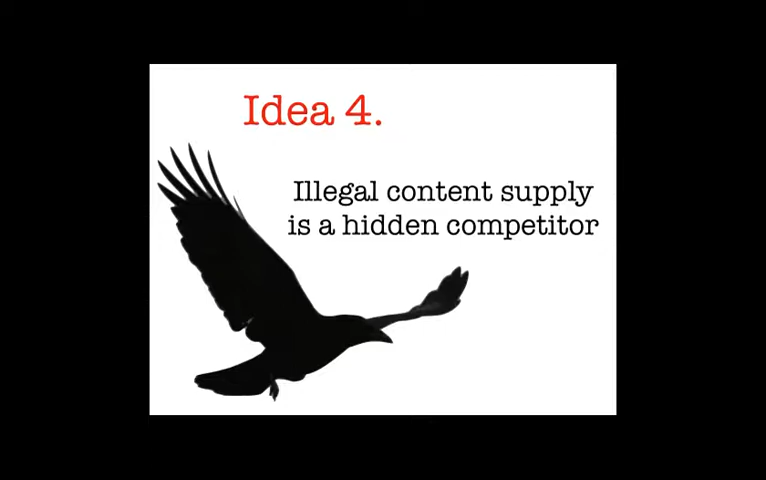 Idea 4.
Illegal content supply
is a hidden competitor